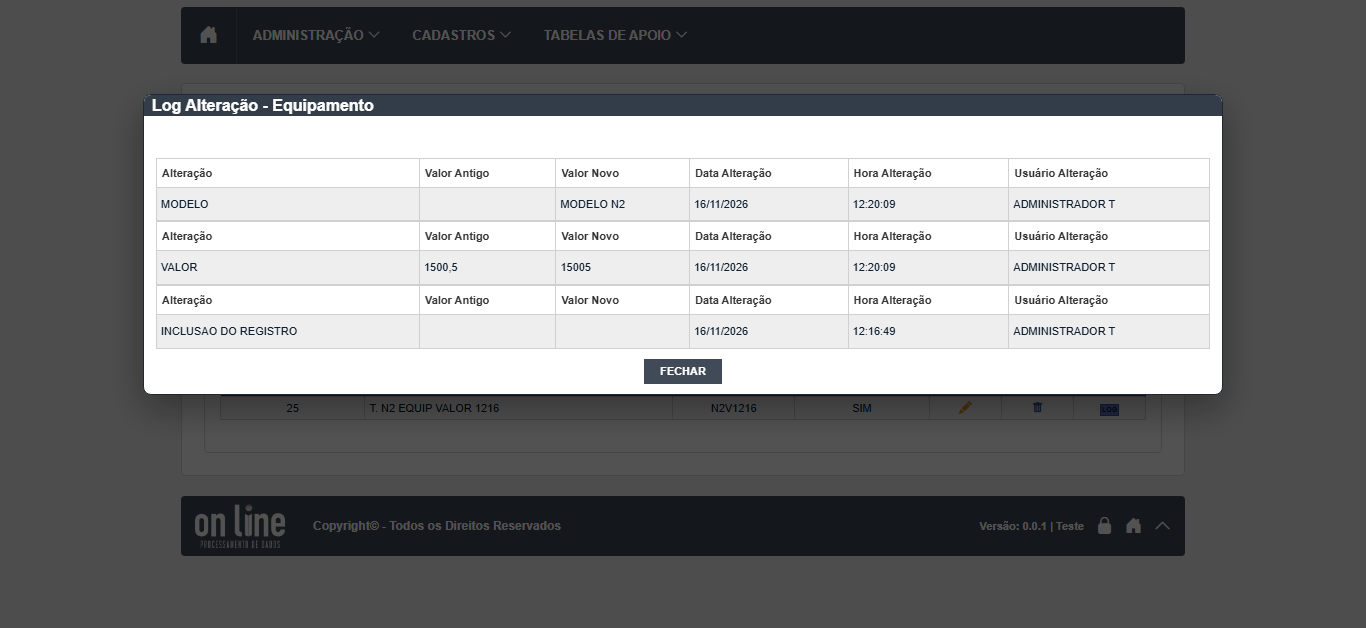 ADMINISTRAÇÃO CADASTROS TABELAS DE APOIO
Log Alteração - Equipamento
Alteração Valor Antigo Valor Novo Data Alteração Hora Alteração Usuário Alteração
MODELO MODELO N2 16/11/2026 12:20:09 ADMINISTRADOR T
Alteração Valor Antigo Valor Novo Data Alteração Hora Alteração Usuário Alteração
VALOR 1500,5 15005 16/11/2026 12:20:09 ADMINISTRADOR T
Alteração Valor Antigo Valor Novo Data Alteração Hora Alteração Usuário Alteração
INCLUSAO DO REGISTRO 16/11/2026 12:16:49 ADMINISTRADOR T
FECHAR
25 T. N2 EQUIP VALOR 1216 N2V1216 SIM LOG
on line
PROCESSAMENTO DE DADOS
Copyright© - Todos os Direitos Reservados
Versão: 0.0.1 | Teste